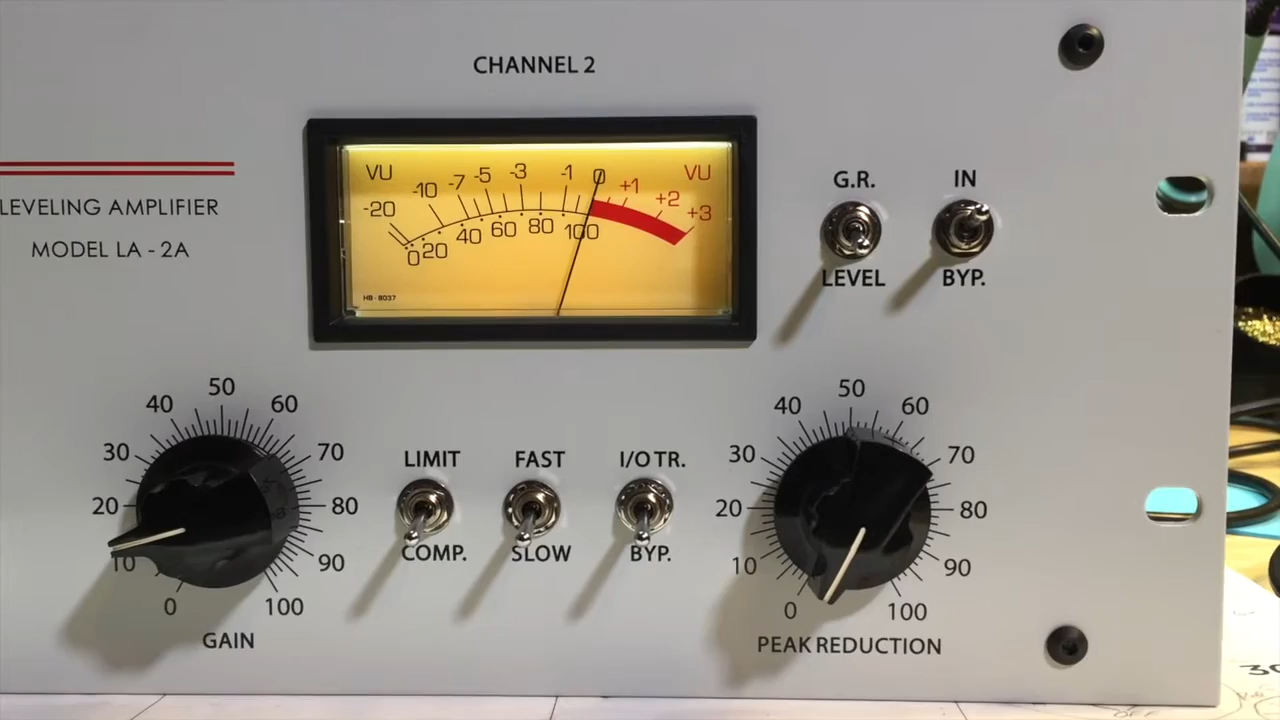 CHANNEL 2
LEVELING AMPLIFIER
MODEL LA - 2A
VU -20 -10 -7 -5 -3 -1 0 +1 +2 +3 VU
0 20 40 60 80 100 100
HB - 8037
G.R.
LEVEL
IN
BYP.
0 10 20 30 40 50 60 70 80 90 100
GAIN
LIMIT
COMP.
FAST
SLOW
I/O TR.
BYP.
0 10 20 30 40 50 60 70 80 90 100
PEAK REDUCTION